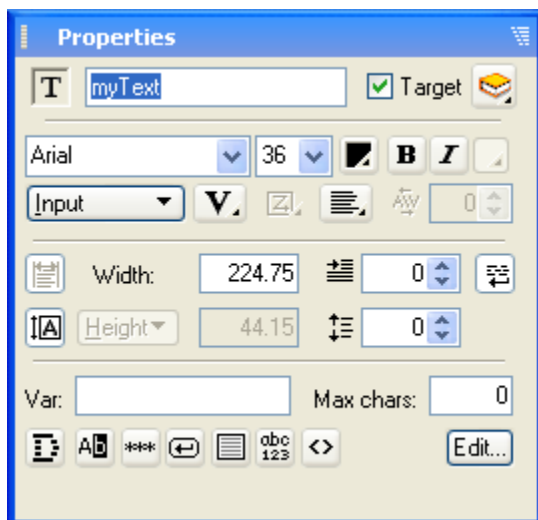 Properties
T myText Target
Arial 36 B I
Input V. Z A/V 0
Width: 224.75 0
A Height 44.15 0
Var: Max chars: 0
AB *** abc 123 <> Edit...